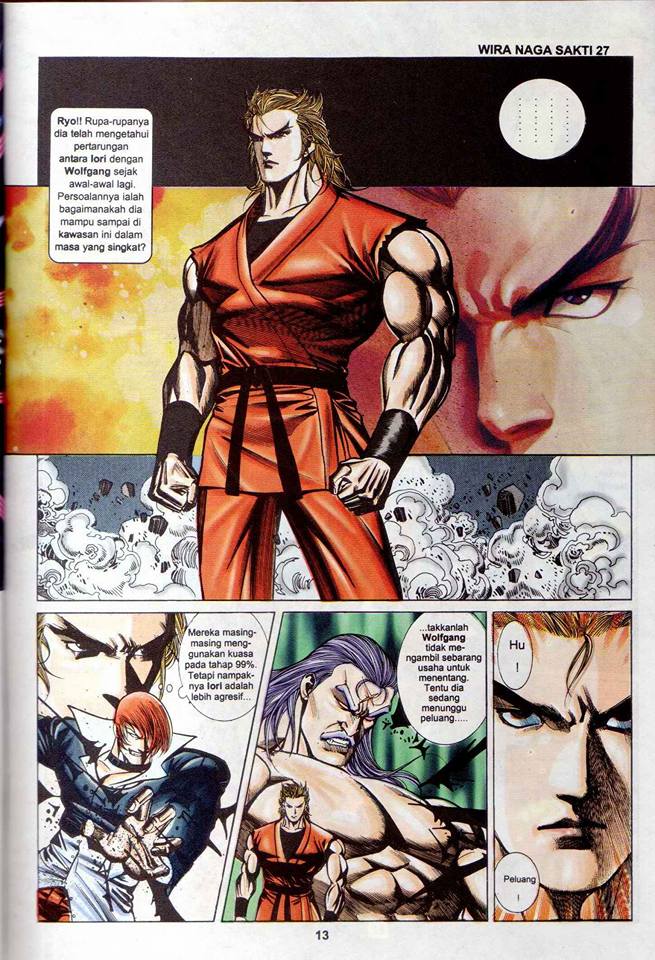 WIRA NAGA SAKTI 27
Ryo!! Rupa-rupanya
dia telah mengetahui
pertarungan
antara Iori dengan
Wolfgang sejak
awal-awal lagi.
Persoalannya ialah
bagaimanakah dia
mampu sampai di
kawasan ini dalam
masa yang singkat?
Mereka masing-
masing meng-
gunakan kuasa
pada tahap 99%.
Tetapi nampak-
nya Iori adalah
lebih agresif...
...takkanlah
Wolfgang
tidak me-
ngambil sebarang
usaha untuk
menentang.
Tentu dia
sedang
menunggu
peluang.....
Hu
!
Peluang
!
13